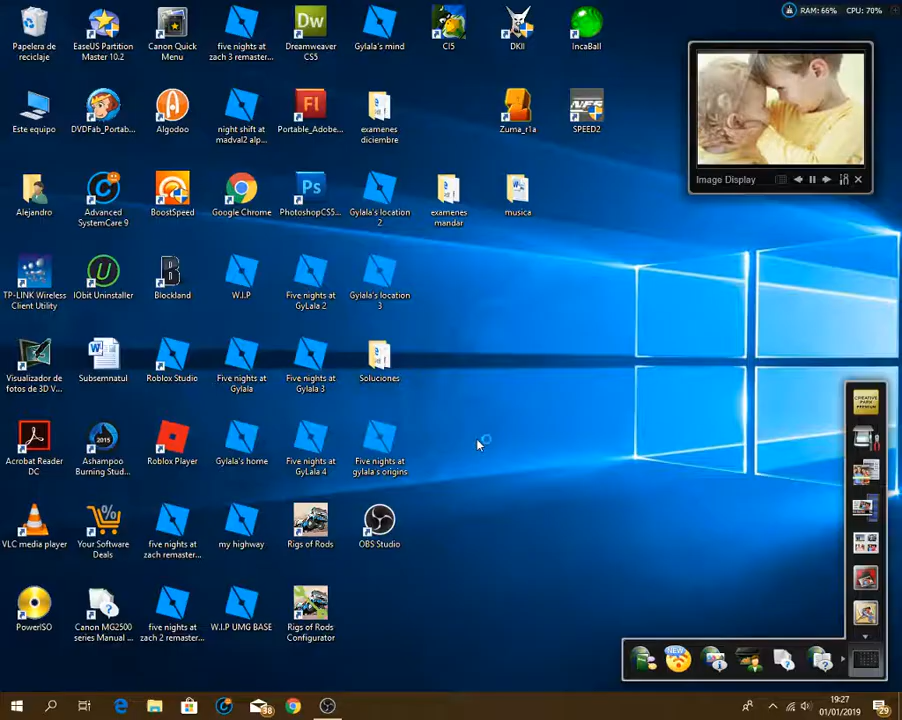 RAM: 66% CPU: 70%
Papelera de
reciclaje
EaseUS Partition
Master 10.2
Canon Quick
Menu
five nights at
zach 3 remaster...
Dreamweaver
CS5
Gylala's mind
CI5
DKII
IncaBall
Este equipo
DVDFab_Portab...
Algodoo
night shift at
madval2 alp...
Portable_Adobe...
examenes
diciembre
Zuma_r1a
SPEED2
Image Display
Alejandro
Advanced
SystemCare 9
BoostSpeed
Google Chrome
PhotoshopCS5...
Gylala's location
2
examenes
mandar
musica
TP-LINK Wireless
Client Utility
IObit Uninstaller
Blockland
W.I.P
Five nights at
GyLala 2
Gylala's location
3
Visualizador de
fotos de 3D V...
Subsemnatul
Roblox Studio
Five nights at
Gylala
Five nights at
Gylala 3
Soluciones
CREATIVE
PARK
PREMIUM
Acrobat Reader
DC
2015
Ashampoo
Burning Stud...
Roblox Player
Gylala's home
Five nights at
GyLala 4
Five nights at
gylala's origins
VLC media player
Your Software
Deals
five nights at
zach remaster...
my highway
Rigs of Rods
OBS Studio
PowerISO
Canon MG2500
series Manual ...
five nights at
zach 2 remaster...
W.I.P UMG BASE
Rigs of Rods
Configurator
NEW
38
19:27
01/01/2019
29